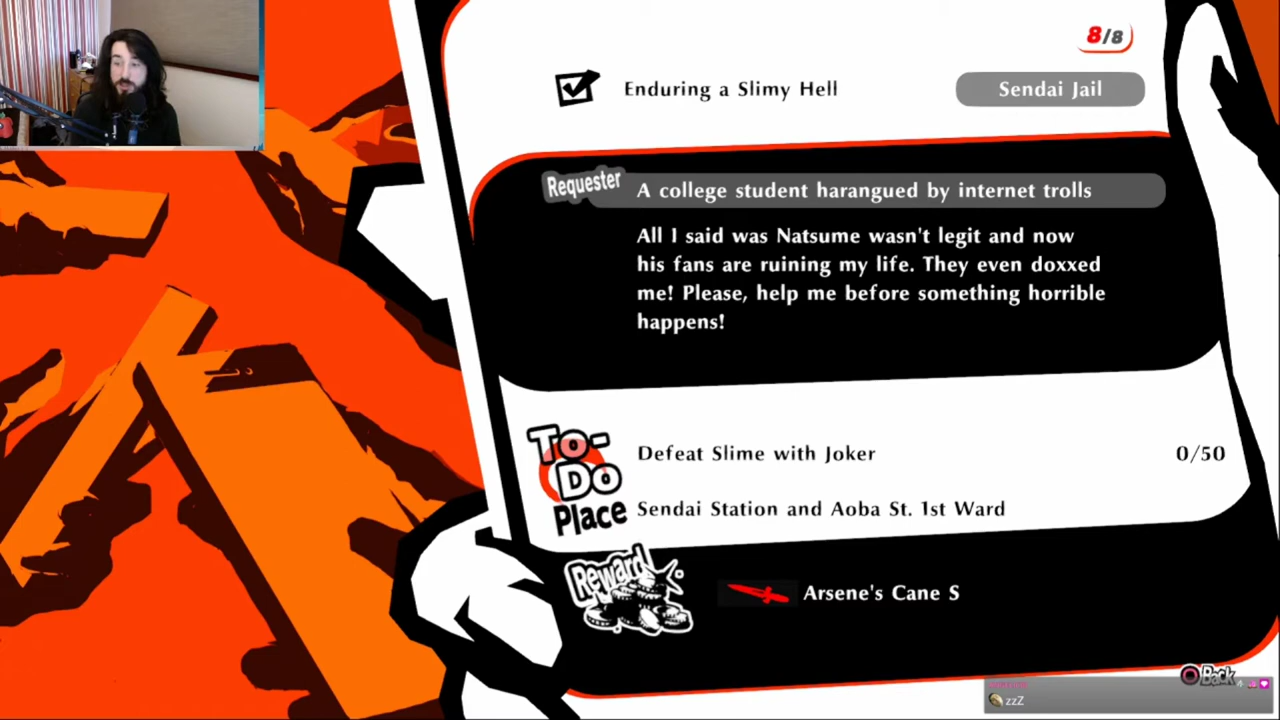 8/8
Enduring a Slimy Hell
Sendai Jail
Requester
A college student harangued by internet trolls
All I said was Natsume wasn't legit and now
his fans are ruining my life. They even doxxed
me! Please, help me before something horrible
happens!
To-Do
Defeat Slime with Joker 0/50
Place
Sendai Station and Aoba St. 1st Ward
Reward
Arsene's Cane S
Back
zzZ